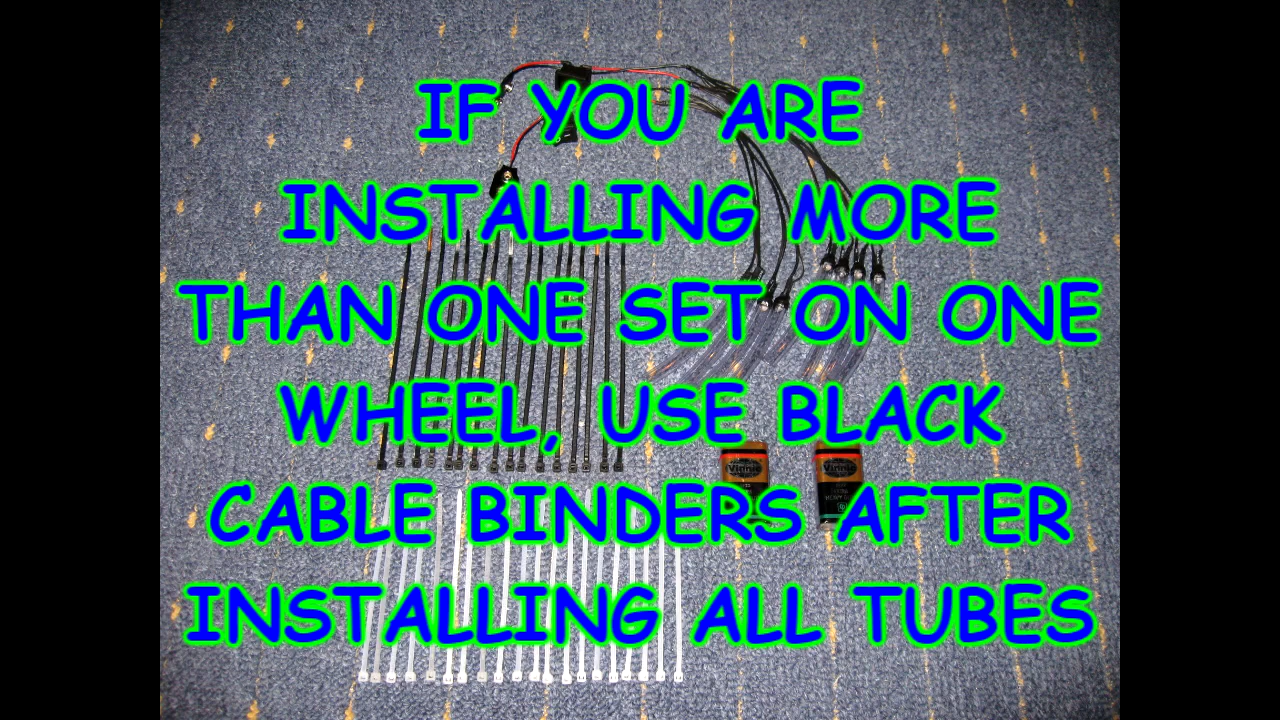 IF YOU ARE
INSTALLING MORE
THAN ONE SET ON ONE
WHEEL, USE BLACK
CABLE BINDERS AFTER
INSTALLING ALL TUBES